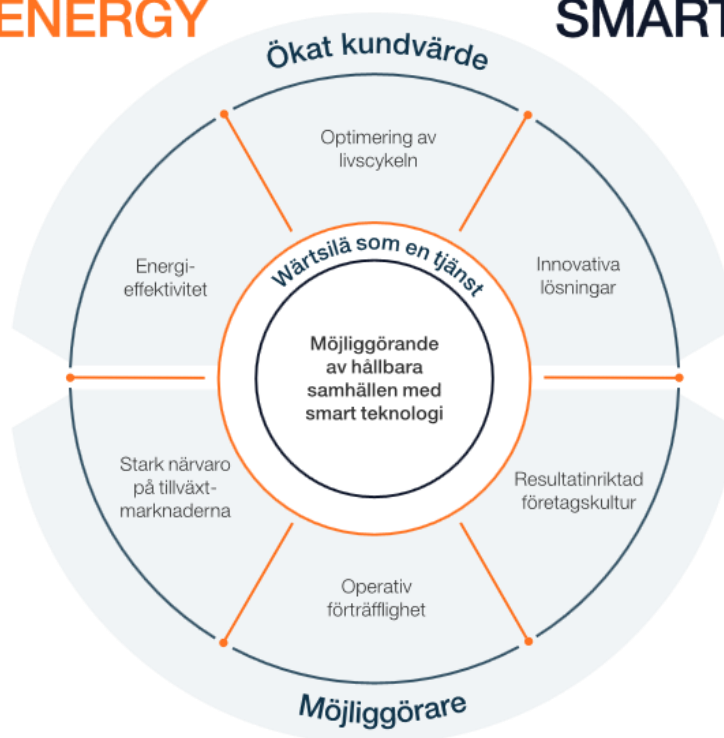 ENERGY
SMART
Ökat kundvärde
Optimering av
livscykeln
Energi-
effektivitet
Innovativa
lösningar
Wärtsilä som en tjänst
Möjliggörande
av hållbara
samhällen med
smart teknologi
Stark närvaro
på tillväxt-
marknaderna
Resultatinriktad
företagskultur
Operativ
förträfflighet
Möjliggörare